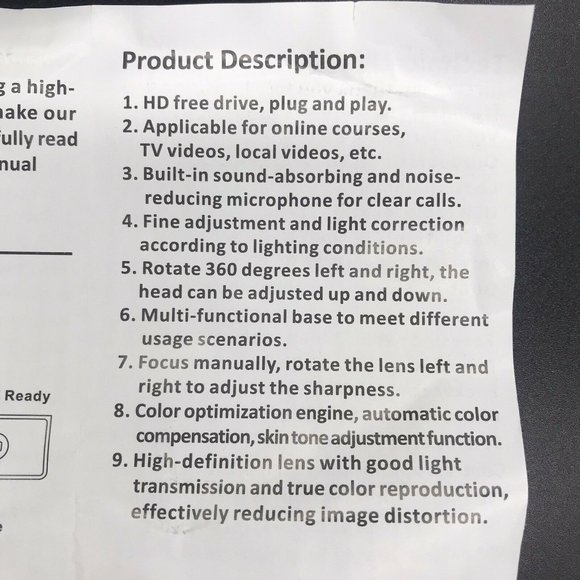 g a high-
make our
fully read
nual
Ready
e
Product Description:
1. HD free drive, plug and play.
2. Applicable for online courses,
TV videos, local videos, etc.
3. Built-in sound-absorbing and noise-
reducing microphone for clear calls.
4. Fine adjustment and light correction
according to lighting conditions.
5. Rotate 360 degrees left and right, the
head can be adjusted up and down.
6. Multi-functional base to meet different
usage scenarios.
7. Focus manually, rotate the lens left and
right to adjust the sharpness.
8. Color optimization engine, automatic color
compensation, skin tone adjustment function.
9. High-definition lens with good light
transmission and true color reproduction,
effectively reducing image distortion.